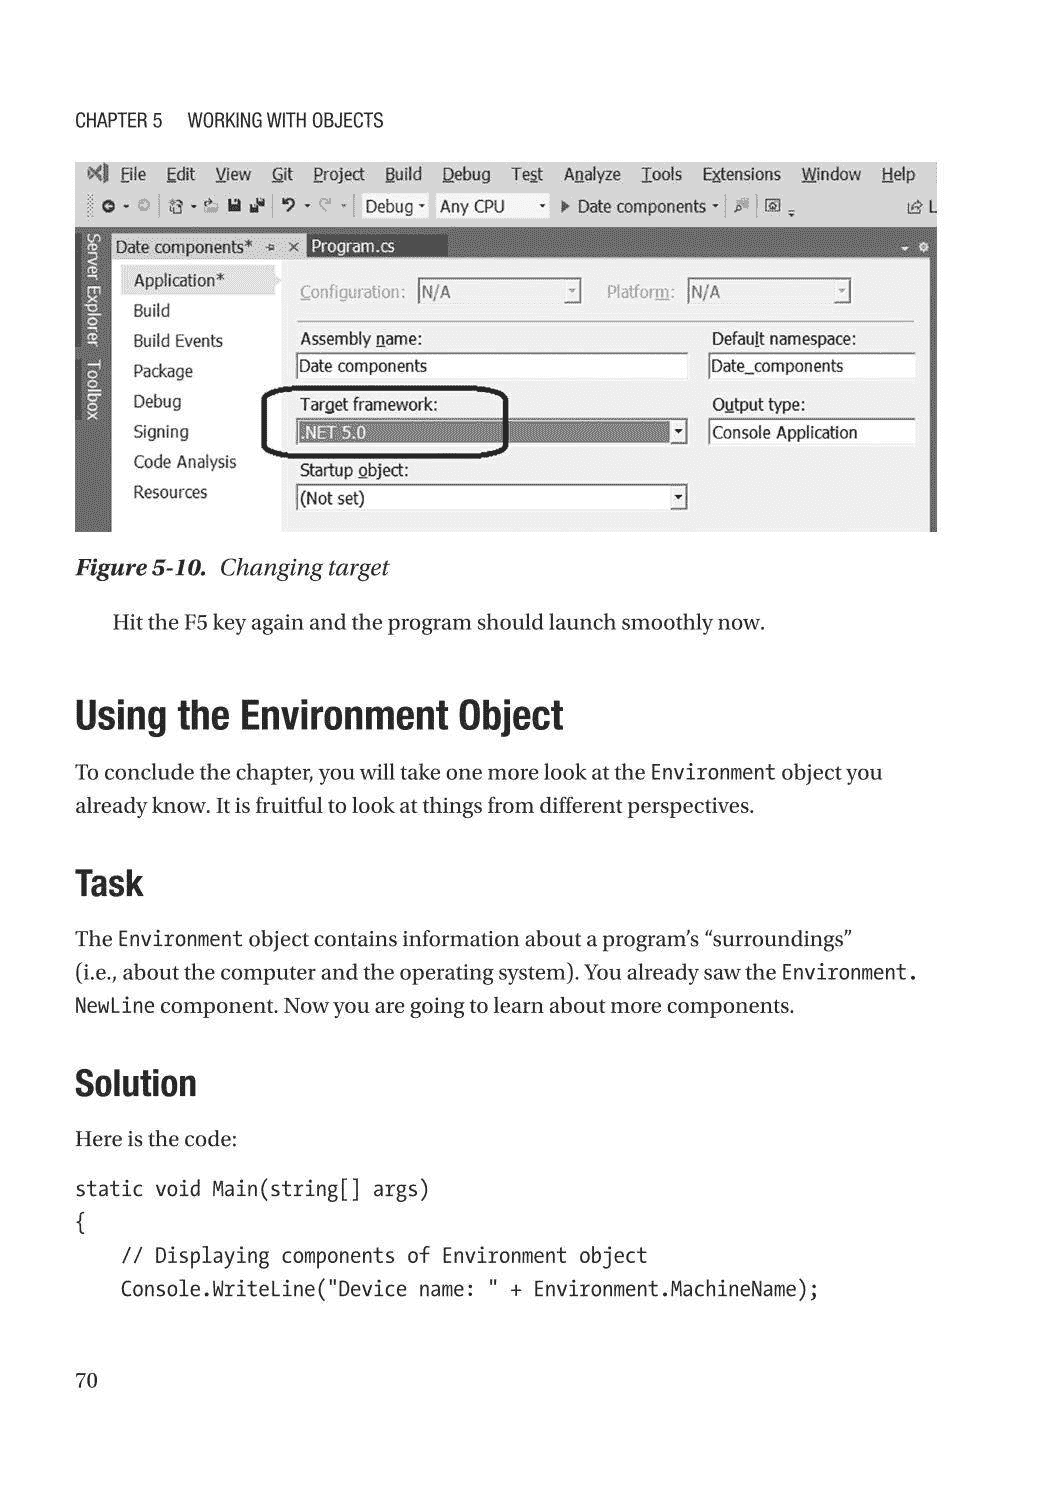 CHAPTER 5 WORKING WITH OBJECTS
File Edit View Git Project Build Debug Test Analyze Tools Extensions Window Help
Debug Any CPU Date components L
Server Explorer
Toolbox
Date components* Program.cs
Application*
Build
Build Events
Package
Debug
Signing
Code Analysis
Resources
Configuration: N/A Platform: N/A
Assembly name: Default namespace:
Date components Date_components
Target framework: Output type:
.NET 5.0 Console Application
Startup object:
(Not set)
Figure 5-10. Changing target
Hit the F5 key again and the program should launch smoothly now.
Using the Environment Object
To conclude the chapter, you will take one more look at the Environment object you
already know. It is fruitful to look at things from different perspectives.
Task
The Environment object contains information about a program’s “surroundings”
(i.e., about the computer and the operating system). You already saw the Environment.
NewLine component. Now you are going to learn about more components.
Solution
Here is the code:
static void Main(string[] args)
{
    // Displaying components of Environment object
    Console.WriteLine("Device name: " + Environment.MachineName);
70